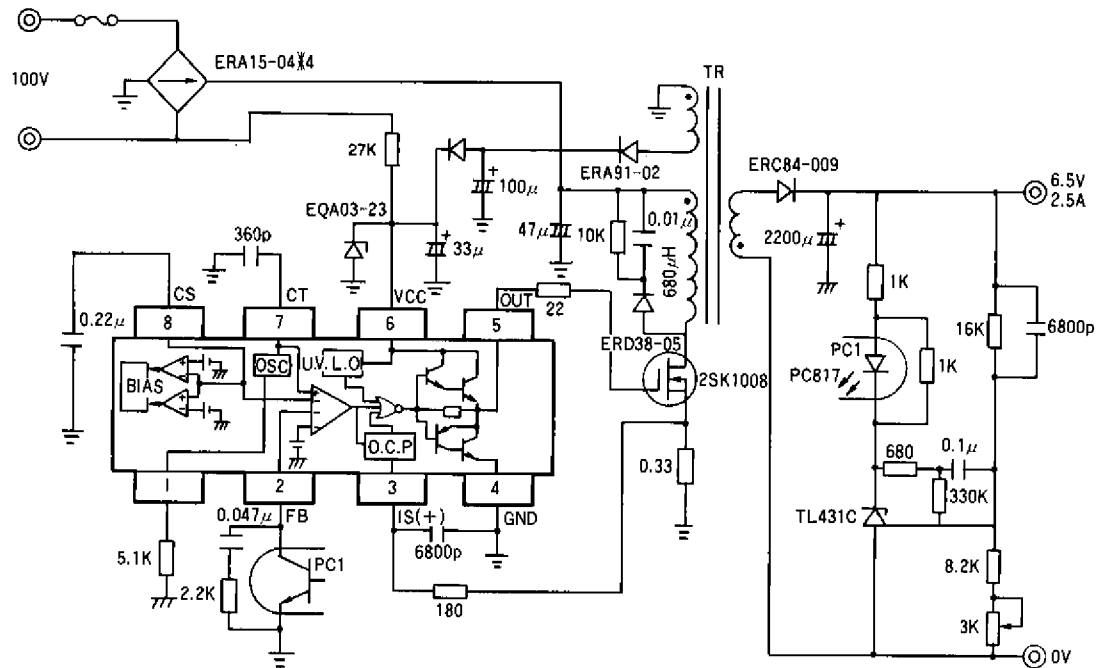 100V
ERA15-04※4
TR
27K
100μ
+
ERA91-02
ERC84-009
6.5V
2.5A
EQA03-23
360p
33μ
+
47μ
10K
0.01μ
680μH
2200μ
+
1K
16K
6800p
CS
CT
VCC
OUT
22
8
7
6
5
0.22μ
ERD38-05
2SK1008
PC1
PC817
1K
OSC
U.V.L.O
BIAS
O.C.P
0.33
680
0.1μ
330K
1
2
3
4
TL431C
0.047μ
FB
IS(+)
GND
6800p
5.1K
2.2K
PC1
180
8.2K
3K
0V